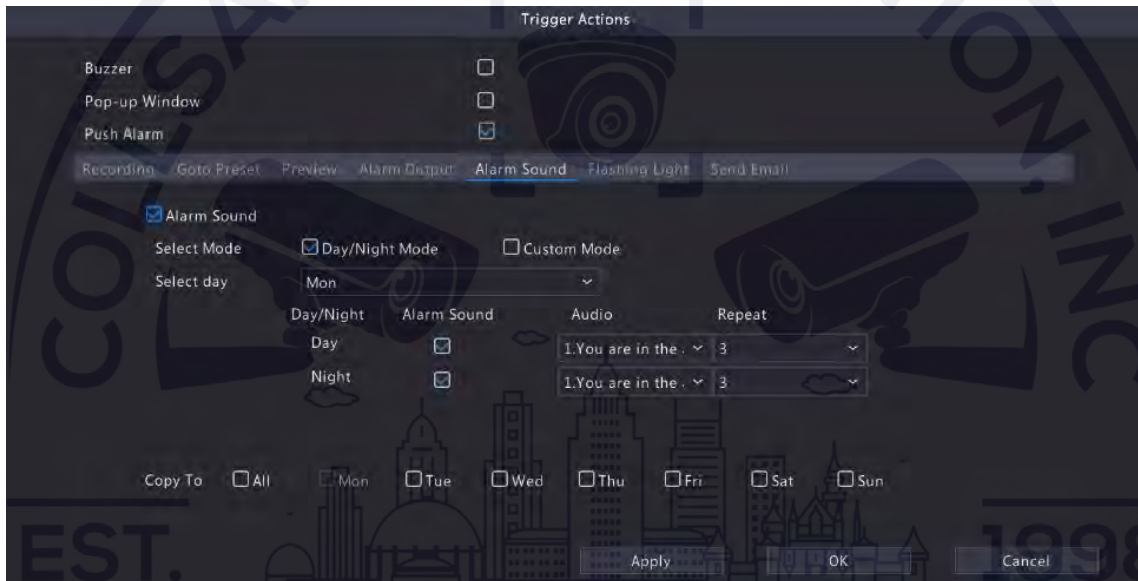 Trigger Actions
Buzzer
Pop-up Window
Push Alarm
Recording Goto Preset Preview Alarm Output Alarm Sound Flashing Light Send Email
Alarm Sound
Select Mode Day/Night Mode Custom Mode
Select day Mon
Day/Night Alarm Sound Audio Repeat
Day 1.You are in the . 3
Night 1.You are in the . 3
Copy To All Mon Tue Wed Thu Fri Sat Sun
EST. 1998
Apply OK Cancel